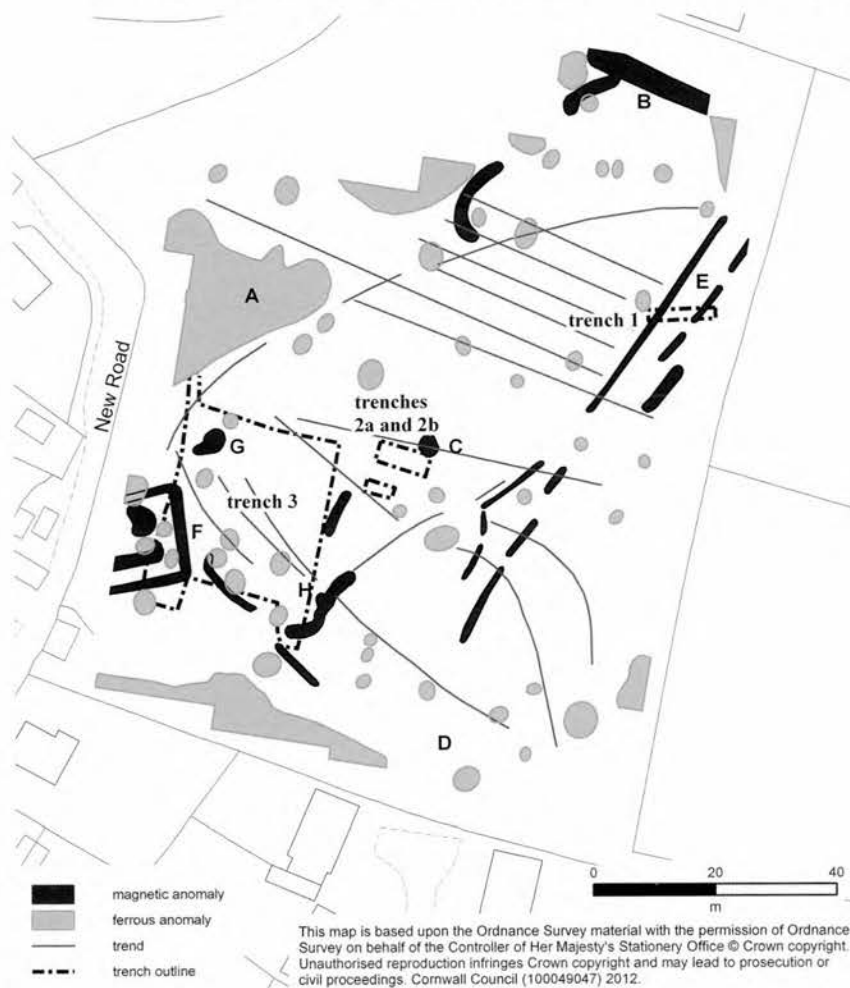 B
A
E
trench 1
New Road
trenches
2a and 2b
C
G
trench 3
F
H
D
0 20 40
m
magnetic anomaly
ferrous anomaly
trend
trench outline
This map is based upon the Ordnance Survey material with the permission of Ordnance
Survey on behalf of the Controller of Her Majesty's Stationery Office © Crown copyright.
Unauthorised reproduction infringes Crown copyright and may lead to prosecution or
civil proceedings. Cornwall Council (100049047) 2012.